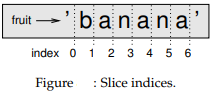 fruit ' b a n a n a '
index 0 1 2 3 4 5 6
Figure : Slice indices.